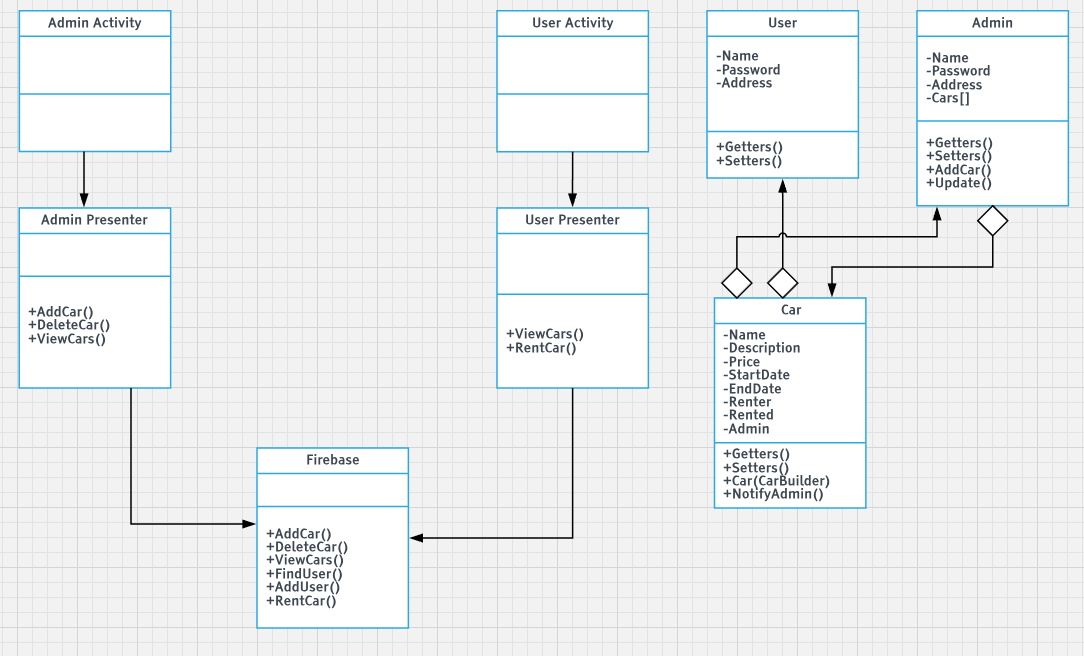 Admin Activity
User Activity
User
-Name
-Password
-Address
+Getters()
+Setters()
Admin
-Name
-Password
-Address
-Cars[]
+Getters()
+Setters()
+AddCar()
+Update()
Admin Presenter
+AddCar()
+DeleteCar()
+ViewCars()
User Presenter
+ViewCars()
+RentCar()
Car
-Name
-Description
-Price
-StartDate
-EndDate
-Renter
-Rented
-Admin
+Getters()
+Setters()
+Car(CarBuilder)
+NotifyAdmin()
Firebase
+AddCar()
+DeleteCar()
+ViewCars()
+FindUser()
+AddUser()
+RentCar()